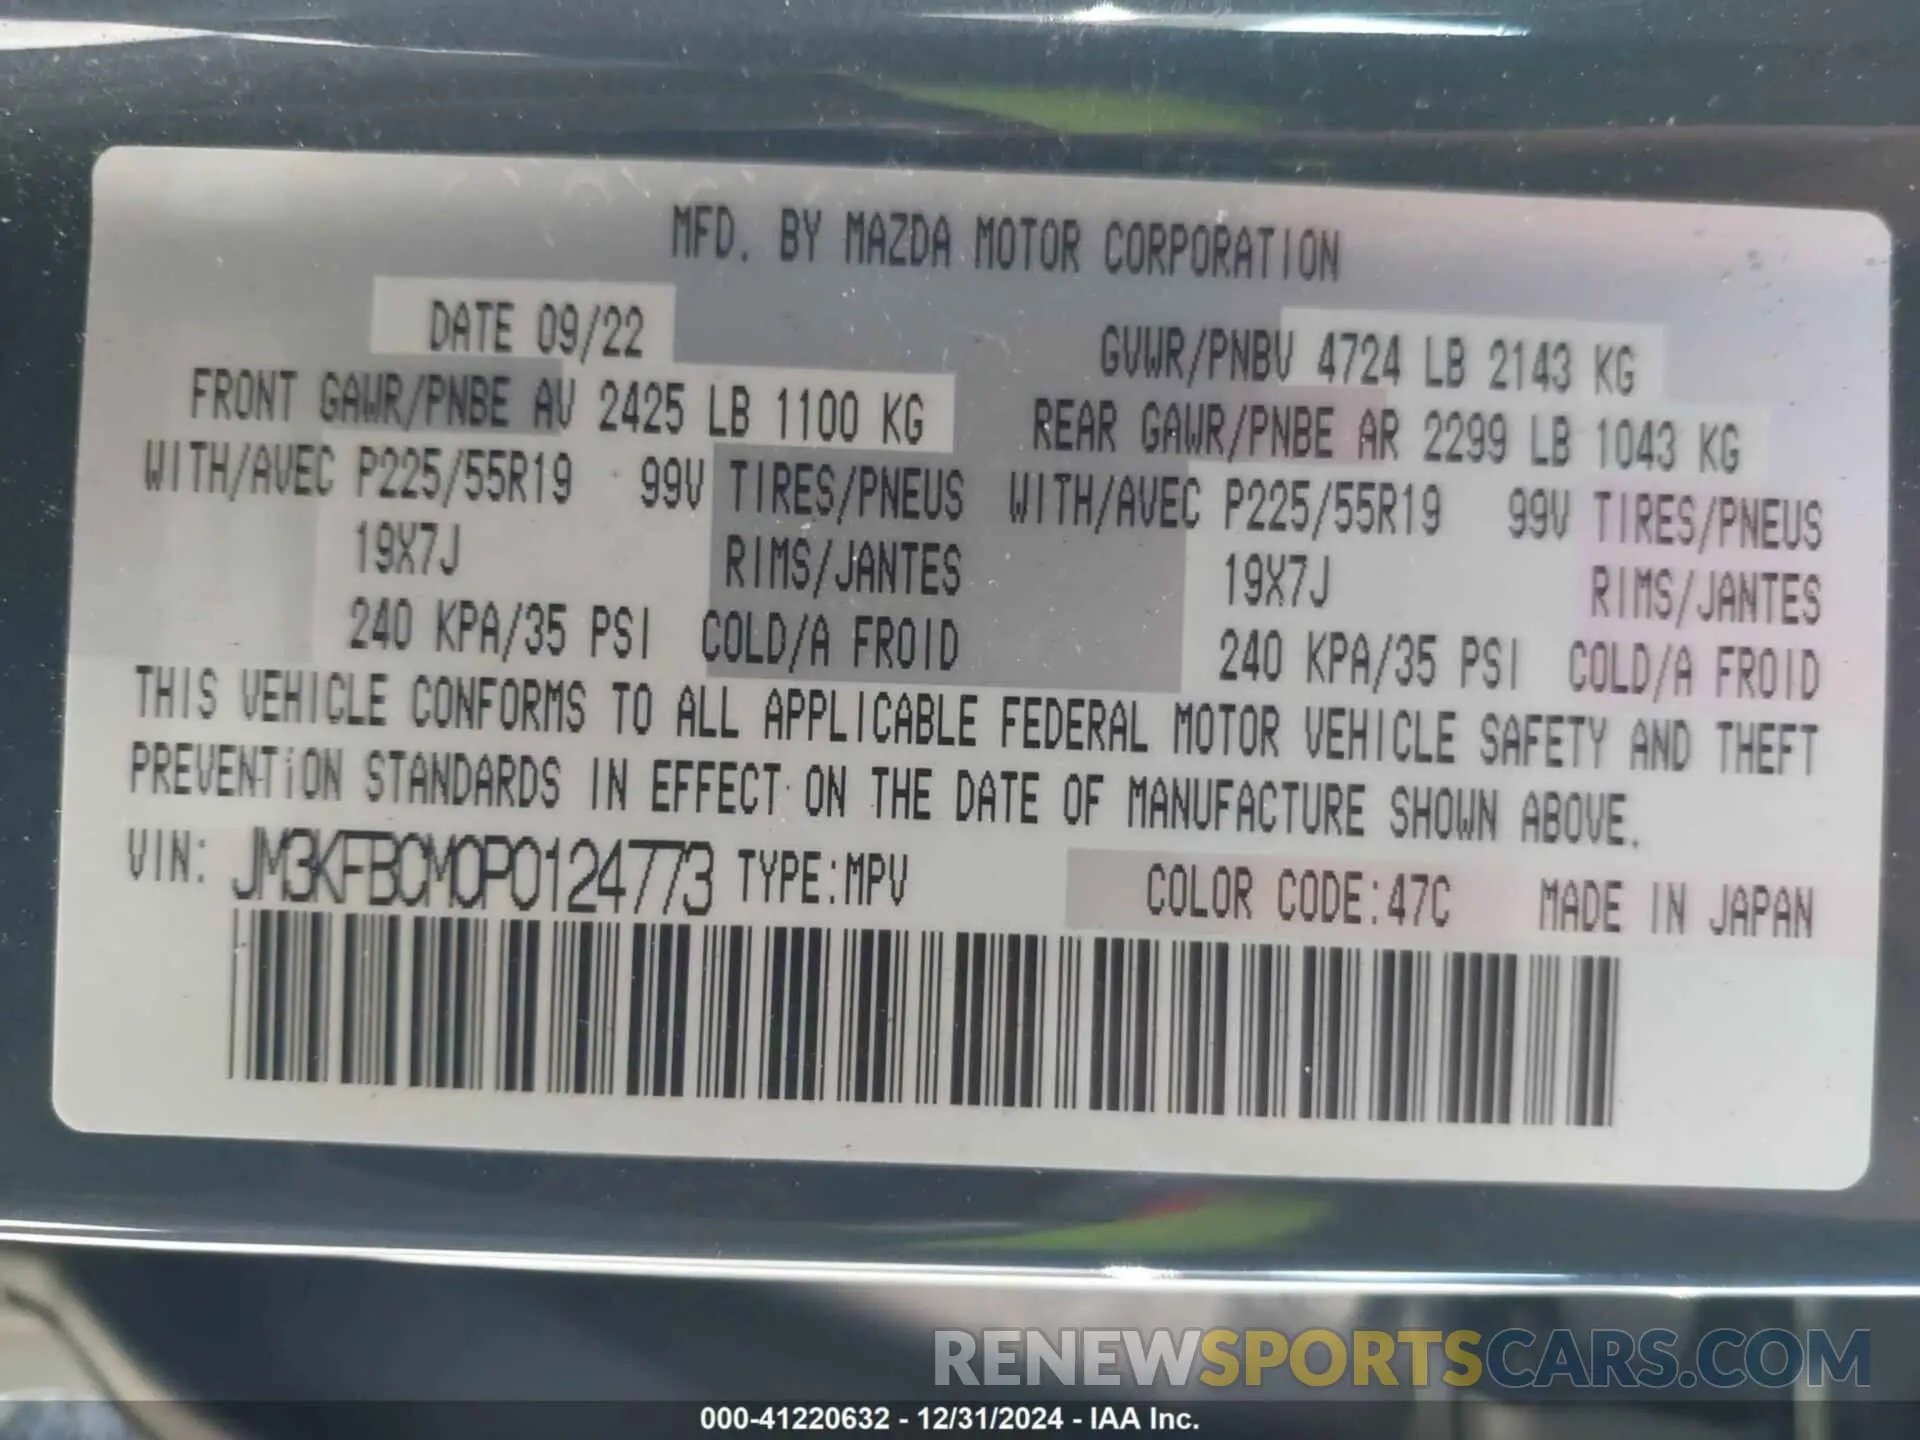 MFD. BY MAZDA MOTOR CORPORATION
DATE 09/22 GVWR/PNBV 4724 LB 2143 KG
FRONT GAWR/PNBE AV 2425 LB 1100 KG REAR GAWR/PNBE AR 2299 LB 1043 KG
WITH/AVEC P225/55R19 99V TIRES/PNEUS WITH/AVEC P225/55R19 99V TIRES/PNEUS
19X7J RIMS/JANTES 19X7J RIMS/JANTES
240 KPA/35 PSI COLD/A FROID 240 KPA/35 PSI COLD/A FROID
THIS VEHICLE CONFORMS TO ALL APPLICABLE FEDERAL MOTOR VEHICLE SAFETY AND THEFT
PREVENTION STANDARDS IN EFFECT ON THE DATE OF MANUFACTURE SHOWN ABOVE.
VIN: JM3KFBCM0P0124773 TYPE:MPV COLOR CODE:47C MADE IN JAPAN
RENEWSPORTSCARS.COM
000-41220632 - 12/31/2024 - IAA Inc.